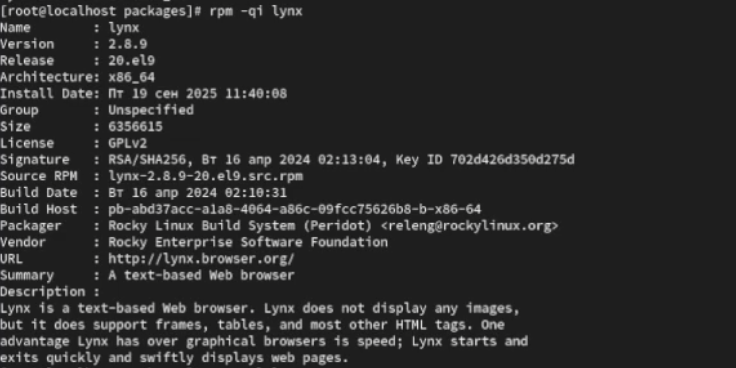 [root@localhost packages]# rpm -qi lynx
Name        : lynx
Version     : 2.8.9
Release     : 20.el9
Architecture: x86_64
Install Date: Пт 19 сен 2025 11:40:08
Group       : Unspecified
Size        : 6356615
License     : GPLv2
Signature   : RSA/SHA256, Вт 16 апр 2024 02:13:04, Key ID 702d426d350d275d
Source RPM  : lynx-2.8.9-20.el9.src.rpm
Build Date  : Вт 16 апр 2024 02:10:31
Build Host  : pb-abd37acc-a1a8-4064-a86c-09fcc75626b8-b-x86-64
Packager    : Rocky Linux Build System (Peridot) <releng@rockylinux.org>
Vendor      : Rocky Enterprise Software Foundation
URL         : http://lynx.browser.org/
Summary     : A text-based Web browser
Description :
Lynx is a text-based Web browser. Lynx does not display any images,
but it does support frames, tables, and most other HTML tags. One
advantage Lynx has over graphical browsers is speed; Lynx starts and
exits quickly and swiftly displays web pages.